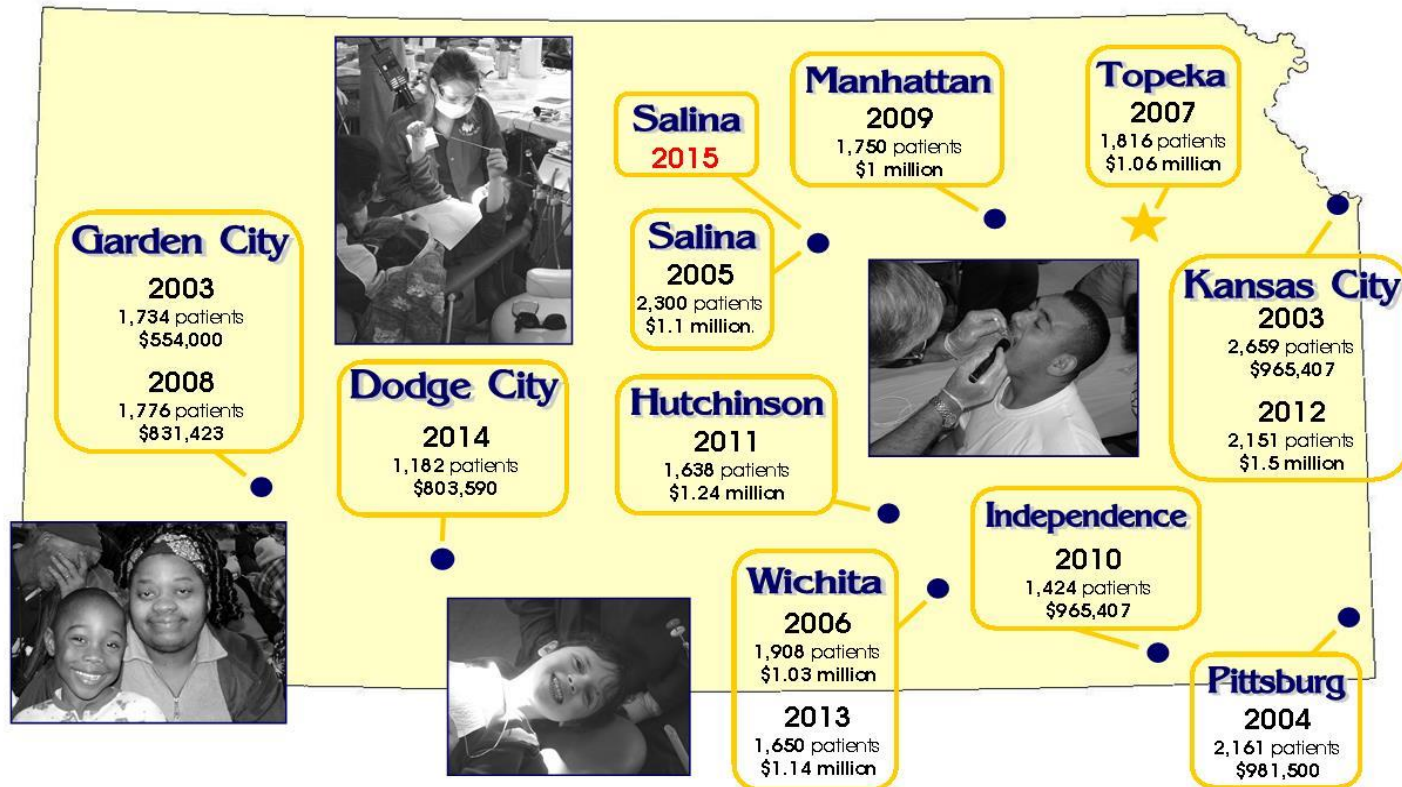 Garden City
2003
1,734 patients
$554,000
2008
1,776 patients
$831,423
Dodge City
2014
1,182 patients
$803,590
Salina
2015
Salina
2005
2,300 patients
$1.1 million.
Hutchinson
2011
1,638 patients
$1.24 million
Manhattan
2009
1,750 patients
$1 million
Topeka
2007
1,816 patients
$1.06 million
Kansas City
2003
2,659 patients
$965,407
2012
2,151 patients
$1.5 million
Wichita
2006
1,908 patients
$1.03 million
2013
1,650 patients
$1.14 million
Independence
2010
1,424 patients
$965,407
Pittsburg
2004
2,161 patients
$981,500